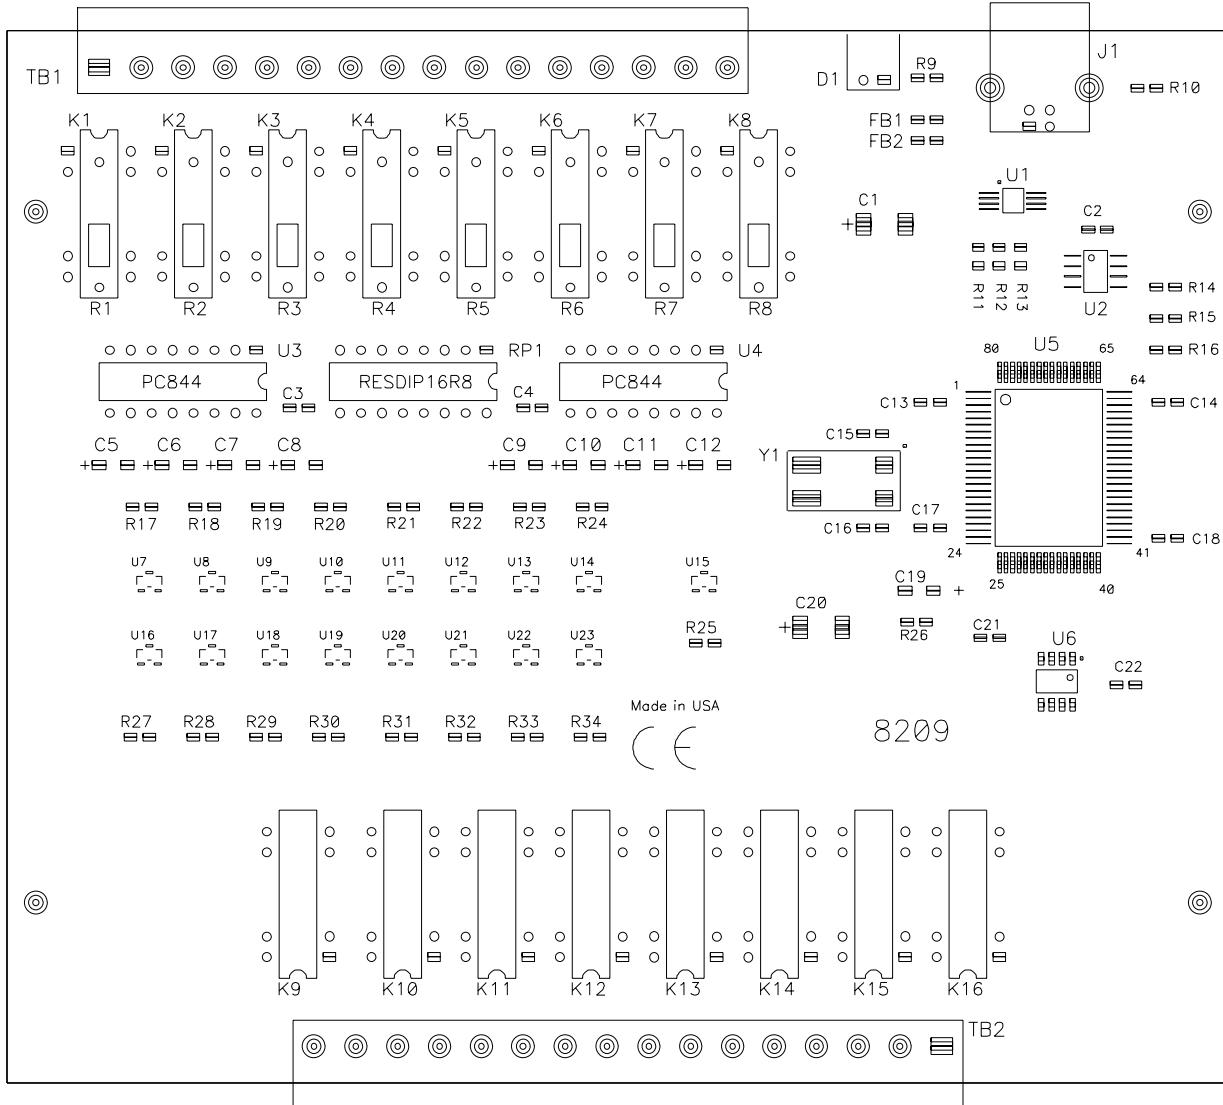 TB1 D1 R9 J1 R10
K1 K2 K3 K4 K5 K6 K7 K8 FB1
FB2
U1
C1 C2
R11 R12 R13 R14
R1 R2 R3 R4 R5 R6 R7 R8 U2 R15
U3 RP1 U4 80 U5 65 R16
PC844 RESDIP16R8 PC844 1 64
C3 C4 C13 C14
C15
C5 C6 C7 C8 C9 C10 C11 C12 Y1
R17 R18 R19 R20 R21 R22 R23 R24 C16 C17 C18
24 41
U7 U8 U9 U10 U11 U12 U13 U14 U15 C19 25 40
C20
U16 U17 U18 U19 U20 U21 U22 U23 R25 R26 C21 U6
C22
Made in USA
R27 R28 R29 R30 R31 R32 R33 R34 CE 8209
K9 K10 K11 K12 K13 K14 K15 K16
TB2